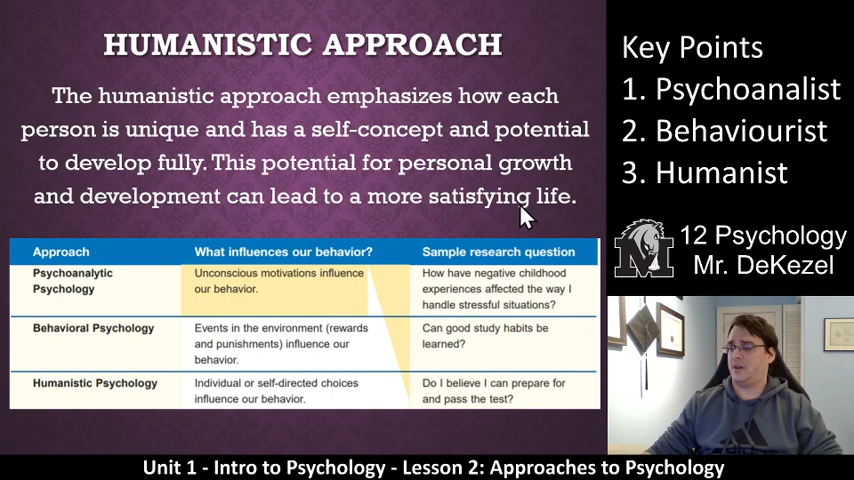 HUMANISTIC APPROACH
The humanistic approach emphasizes how each
person is unique and has a self-concept and potential
to develop fully. This potential for personal growth
and development can lead to a more satisfying life.
Approach What influences our behavior? Sample research question
Psychoanalytic
Psychology
Unconscious motivations influence
our behavior.
How have negative childhood
experiences affected the way I
handle stressful situations?
Behavioral Psychology
Events in the environment (rewards
and punishments) influence our
behavior.
Can good study habits be
learned?
Humanistic Psychology
Individual or self-directed choices
influence our behavior.
Do I believe I can prepare for
and pass the test?
Key Points
1. Psychoanalist
2. Behaviourist
3. Humanist
M
12 Psychology
Mr. DeKezel
Unit 1 - Intro to Psychology - Lesson 2: Approaches to Psychology